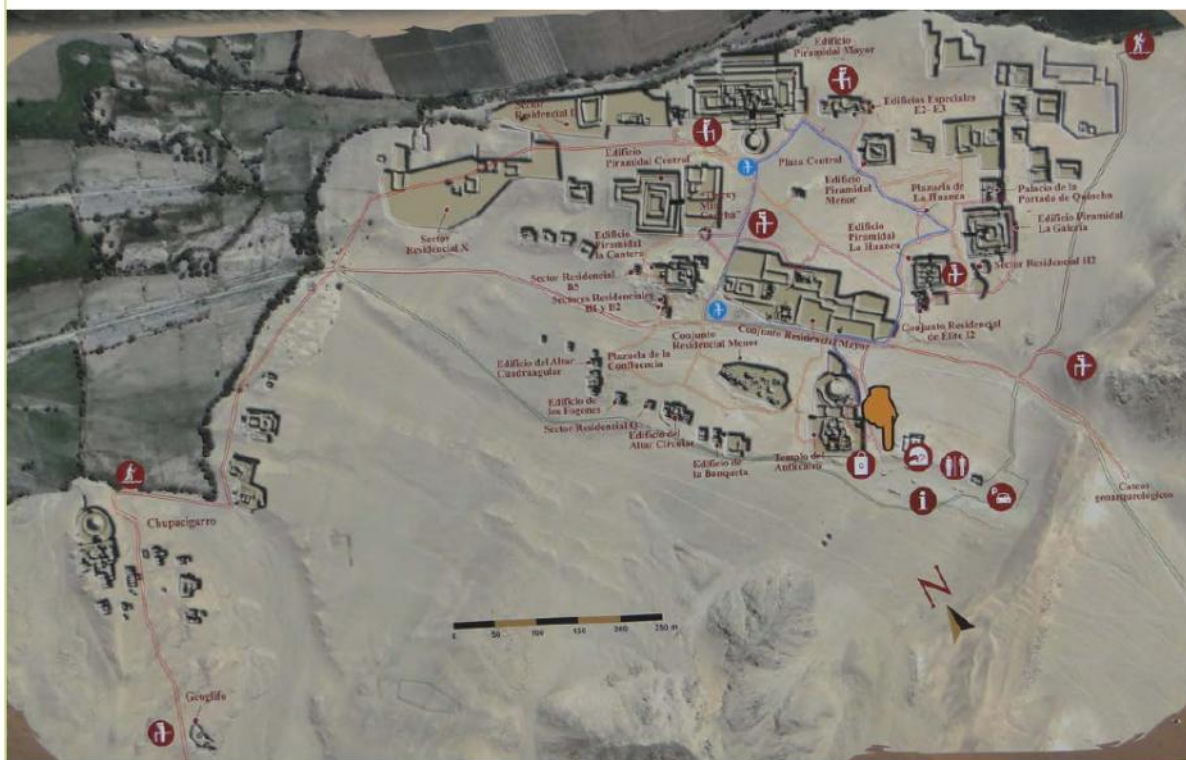 Edificio
Piramidal Mayor
Sector
Residencial I
Edificios Especiales
E2- E3
Edificio
Piramidal Central
Plaza Central
Edificio
Piramidal
Menor
Plazuela de
La Huanca
Palacio de la
Portada de Quincha
Edificio Piramidal
La Galería
Sector
Residencial X
Edificio
Piramidal
la Cantera
Edificio
Piramidal
La Huanca
Sector Residencial H2
Sector Residencial
B5
Sectores Residenciales
B1 y B2
Conjunto Residencial
de Elite I2
Conjunto
Residencial Menor
Conjunto Residencial Mayor
Edificio del Altar
Cuadrangular
Plazuela de la
Confluencia
Edificio de
los Fogones
Sector Residencial
Edificio del
Altar Circular
Edificio de
la Banqueta
Templo del
Anfiteatro
Cateos
geoarqueológicos
Chupacigarro
Geoglifo
N
0 50 100 150 200 250 m